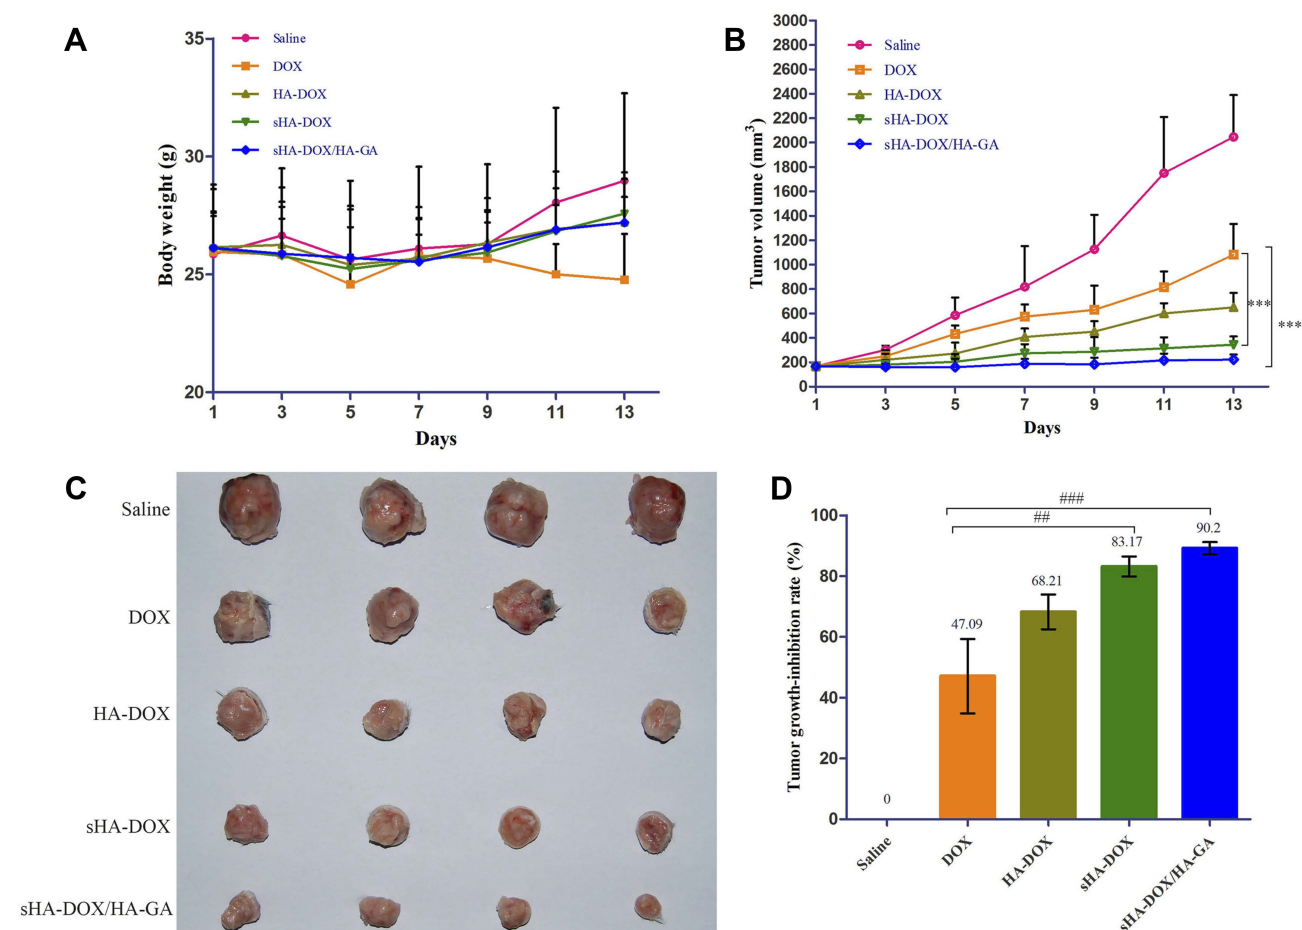 A
Body weight (g)
35
30
25
20
Saline
DOX
HA-DOX
sHA-DOX
sHA-DOX/HA-GA
1 3 5 7 9 11 13
Days
B
Tumor volume (mm³)
3000
2800
2600
2400
2200
2000
1800
1600
1400
1200
1000
800
600
400
200
0
Saline
DOX
HA-DOX
sHA-DOX
sHA-DOX/HA-GA
***
***
1 3 5 7 9 11 13
Days
C
Saline
DOX
HA-DOX
sHA-DOX
sHA-DOX/HA-GA
D
Tumor growth-inhibition rate (%)
100
80
60
40
20
0
###
##
0
47.09
68.21
83.17
90.2
Saline
DOX
HA-DOX
sHA-DOX
sHA-DOX/HA-GA